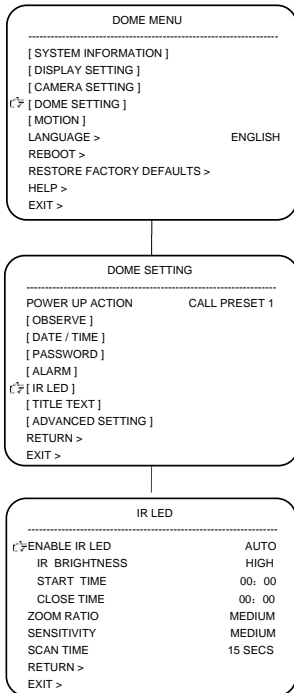 DOME MENU
[ SYSTEM INFORMATION ]
[ DISPLAY SETTING ]
[ CAMERA SETTING ]
[ DOME SETTING ]
[ MOTION ]
LANGUAGE > ENGLISH
REBOOT >
RESTORE FACTORY DEFAULTS >
HELP >
EXIT >
DOME SETTING
POWER UP ACTION CALL PRESET 1
[ OBSERVE ]
[ DATE / TIME ]
[ PASSWORD ]
[ ALARM ]
[ IR LED ]
[ TITLE TEXT ]
[ ADVANCED SETTING ]
RETURN >
EXIT >
IR LED
ENABLE IR LED AUTO
IR BRIGHTNESS HIGH
START TIME 00：00
CLOSE TIME 00：00
ZOOM RATIO MEDIUM
SENSITIVITY MEDIUM
SCAN TIME 15 SECS
RETURN >
EXIT >